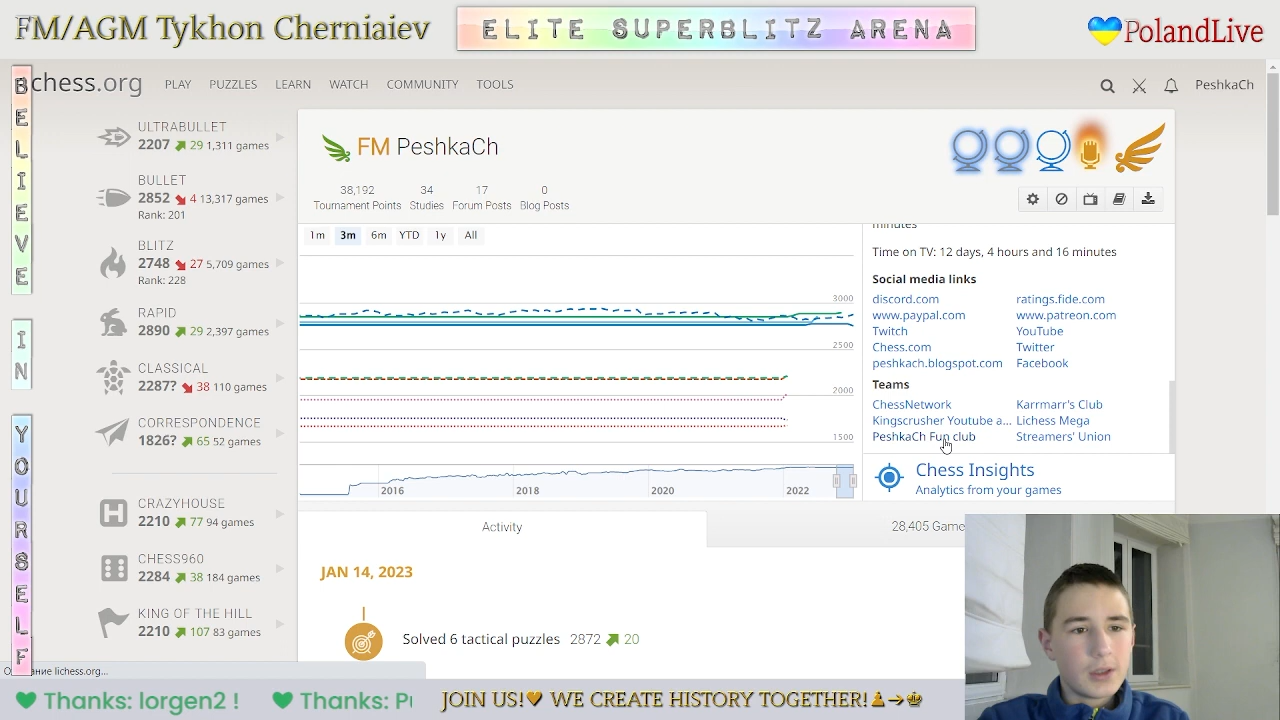 FM/AGM Tykhon Cherniaiev
ELITE SUPERBLITZ ARENA
PolandLive
BELIEVE
IN
YOURSELF
chess.org
PLAY PUZZLES LEARN WATCH COMMUNITY TOOLS
PeshkaCh
ULTRABULLET
2207 29 1,311 games
BULLET
2852 4 13,317 games
Rank: 201
BLITZ
2748 27 5,709 games
Rank: 228
RAPID
2890 29 2,397 games
CLASSICAL
2287? 38 110 games
CORRESPONDENCE
1826? 65 52 games
CRAZYHOUSE
2210 77 94 games
CHESS960
2284 38 184 games
KING OF THE HILL
2210 107 83 games
FM PeshkaCh
38,192 34 17 0
Tournament Points Studies Forum Posts Blog Posts
1m 3m 6m YTD 1y All
3000
2500
2000
1500
2016 2018 2020 2022
minutes
Time on TV: 12 days, 4 hours and 16 minutes
Social media links
discord.com ratings.fide.com
www.paypal.com www.patreon.com
Twitch YouTube
Chess.com Twitter
peshkach.blogspot.com Facebook
Teams
ChessNetwork Karrmarr's Club
Kingscrusher Youtube a... Lichess Mega
PeshkaCh Fun club Streamers' Union
Chess Insights
Analytics from your games
Activity
28,405 Game
JAN 14, 2023
Solved 6 tactical puzzles 2872 20
lichess.org...
Thanks: lorgen2 ! Thanks: P
JOIN US! WE CREATE HISTORY TOGETHER!